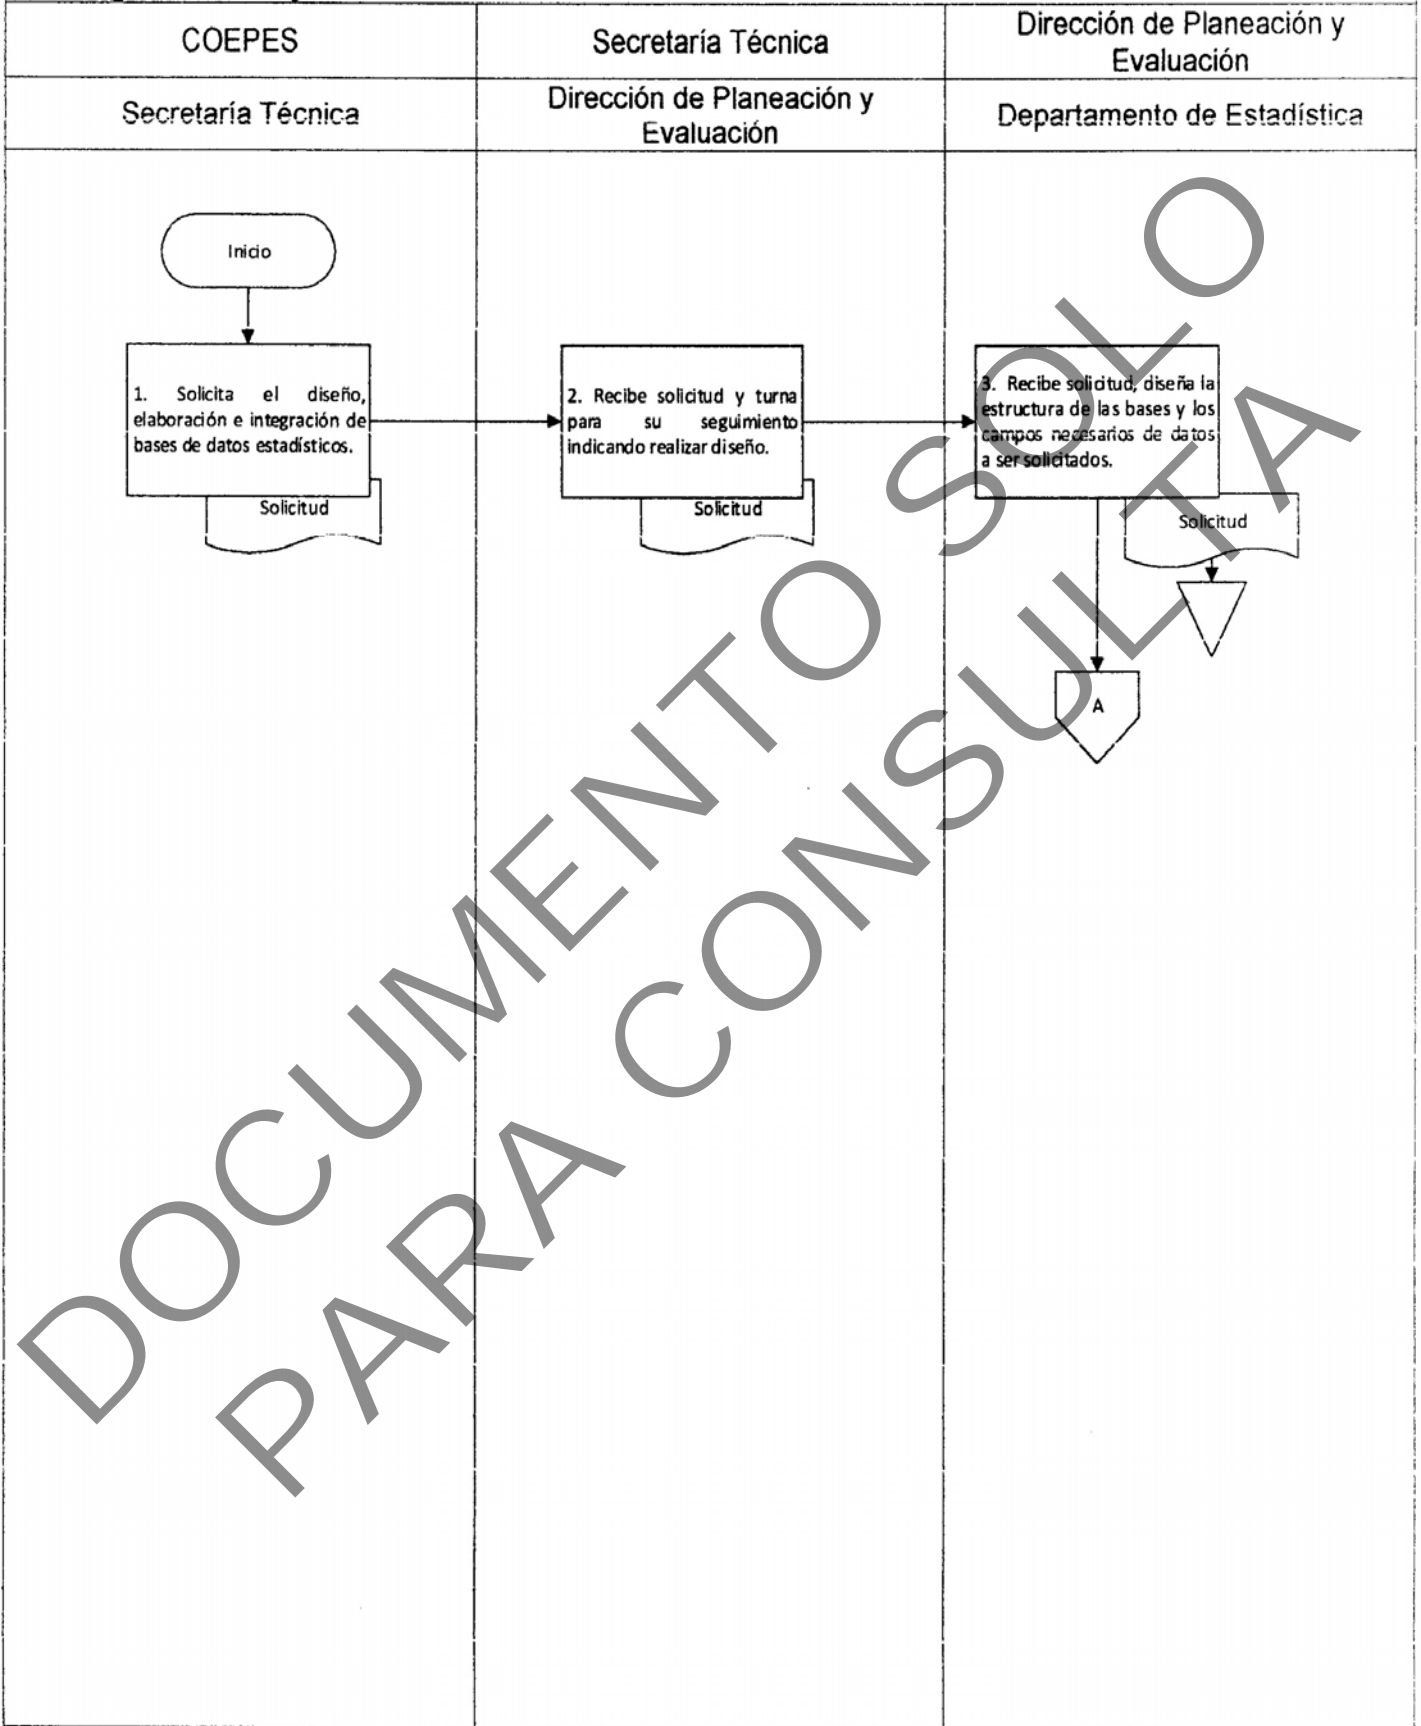 COEPES
Secretaría Técnica
Dirección de Planeación y
Evaluación
Secretaría Técnica
Dirección de Planeación y
Evaluación
Departamento de Estadística
Inicio
1. Solicita el diseño,
elaboración e integración de
bases de datos estadísticos.
Solicitud
2. Recibe solicitud y turna
para su seguimiento
indicando realizar diseño.
Solicitud
3. Recibe solicitud, diseña la
estructura de las bases y los
campos necesarios de datos
a ser solicitados.
Solicitud
A
DOCUMENTO SOLO
PARA CONSULTA